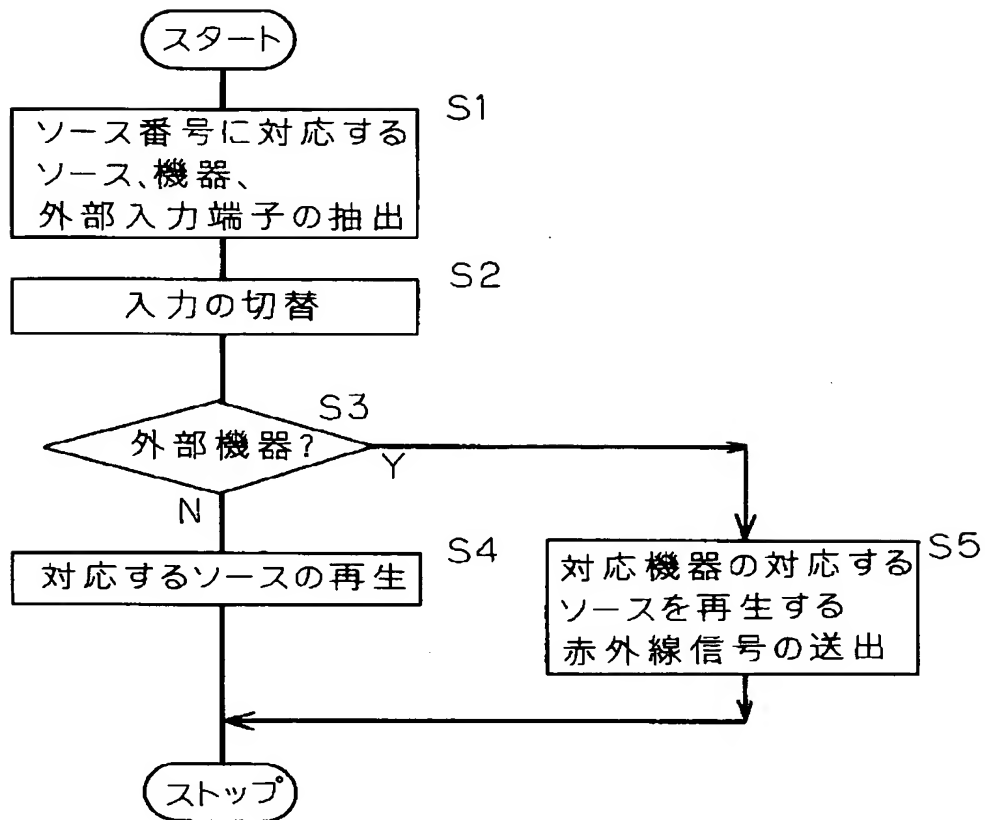 スタート
S1
ソース番号に対応する
ソース、機器、
外部入力端子の抽出
S2
入力の切替
S3
外部機器?
Y
N
S4
対応するソースの再生
S5
対応機器の対応する
ソースを再生する
赤外線信号の送出
ストップ